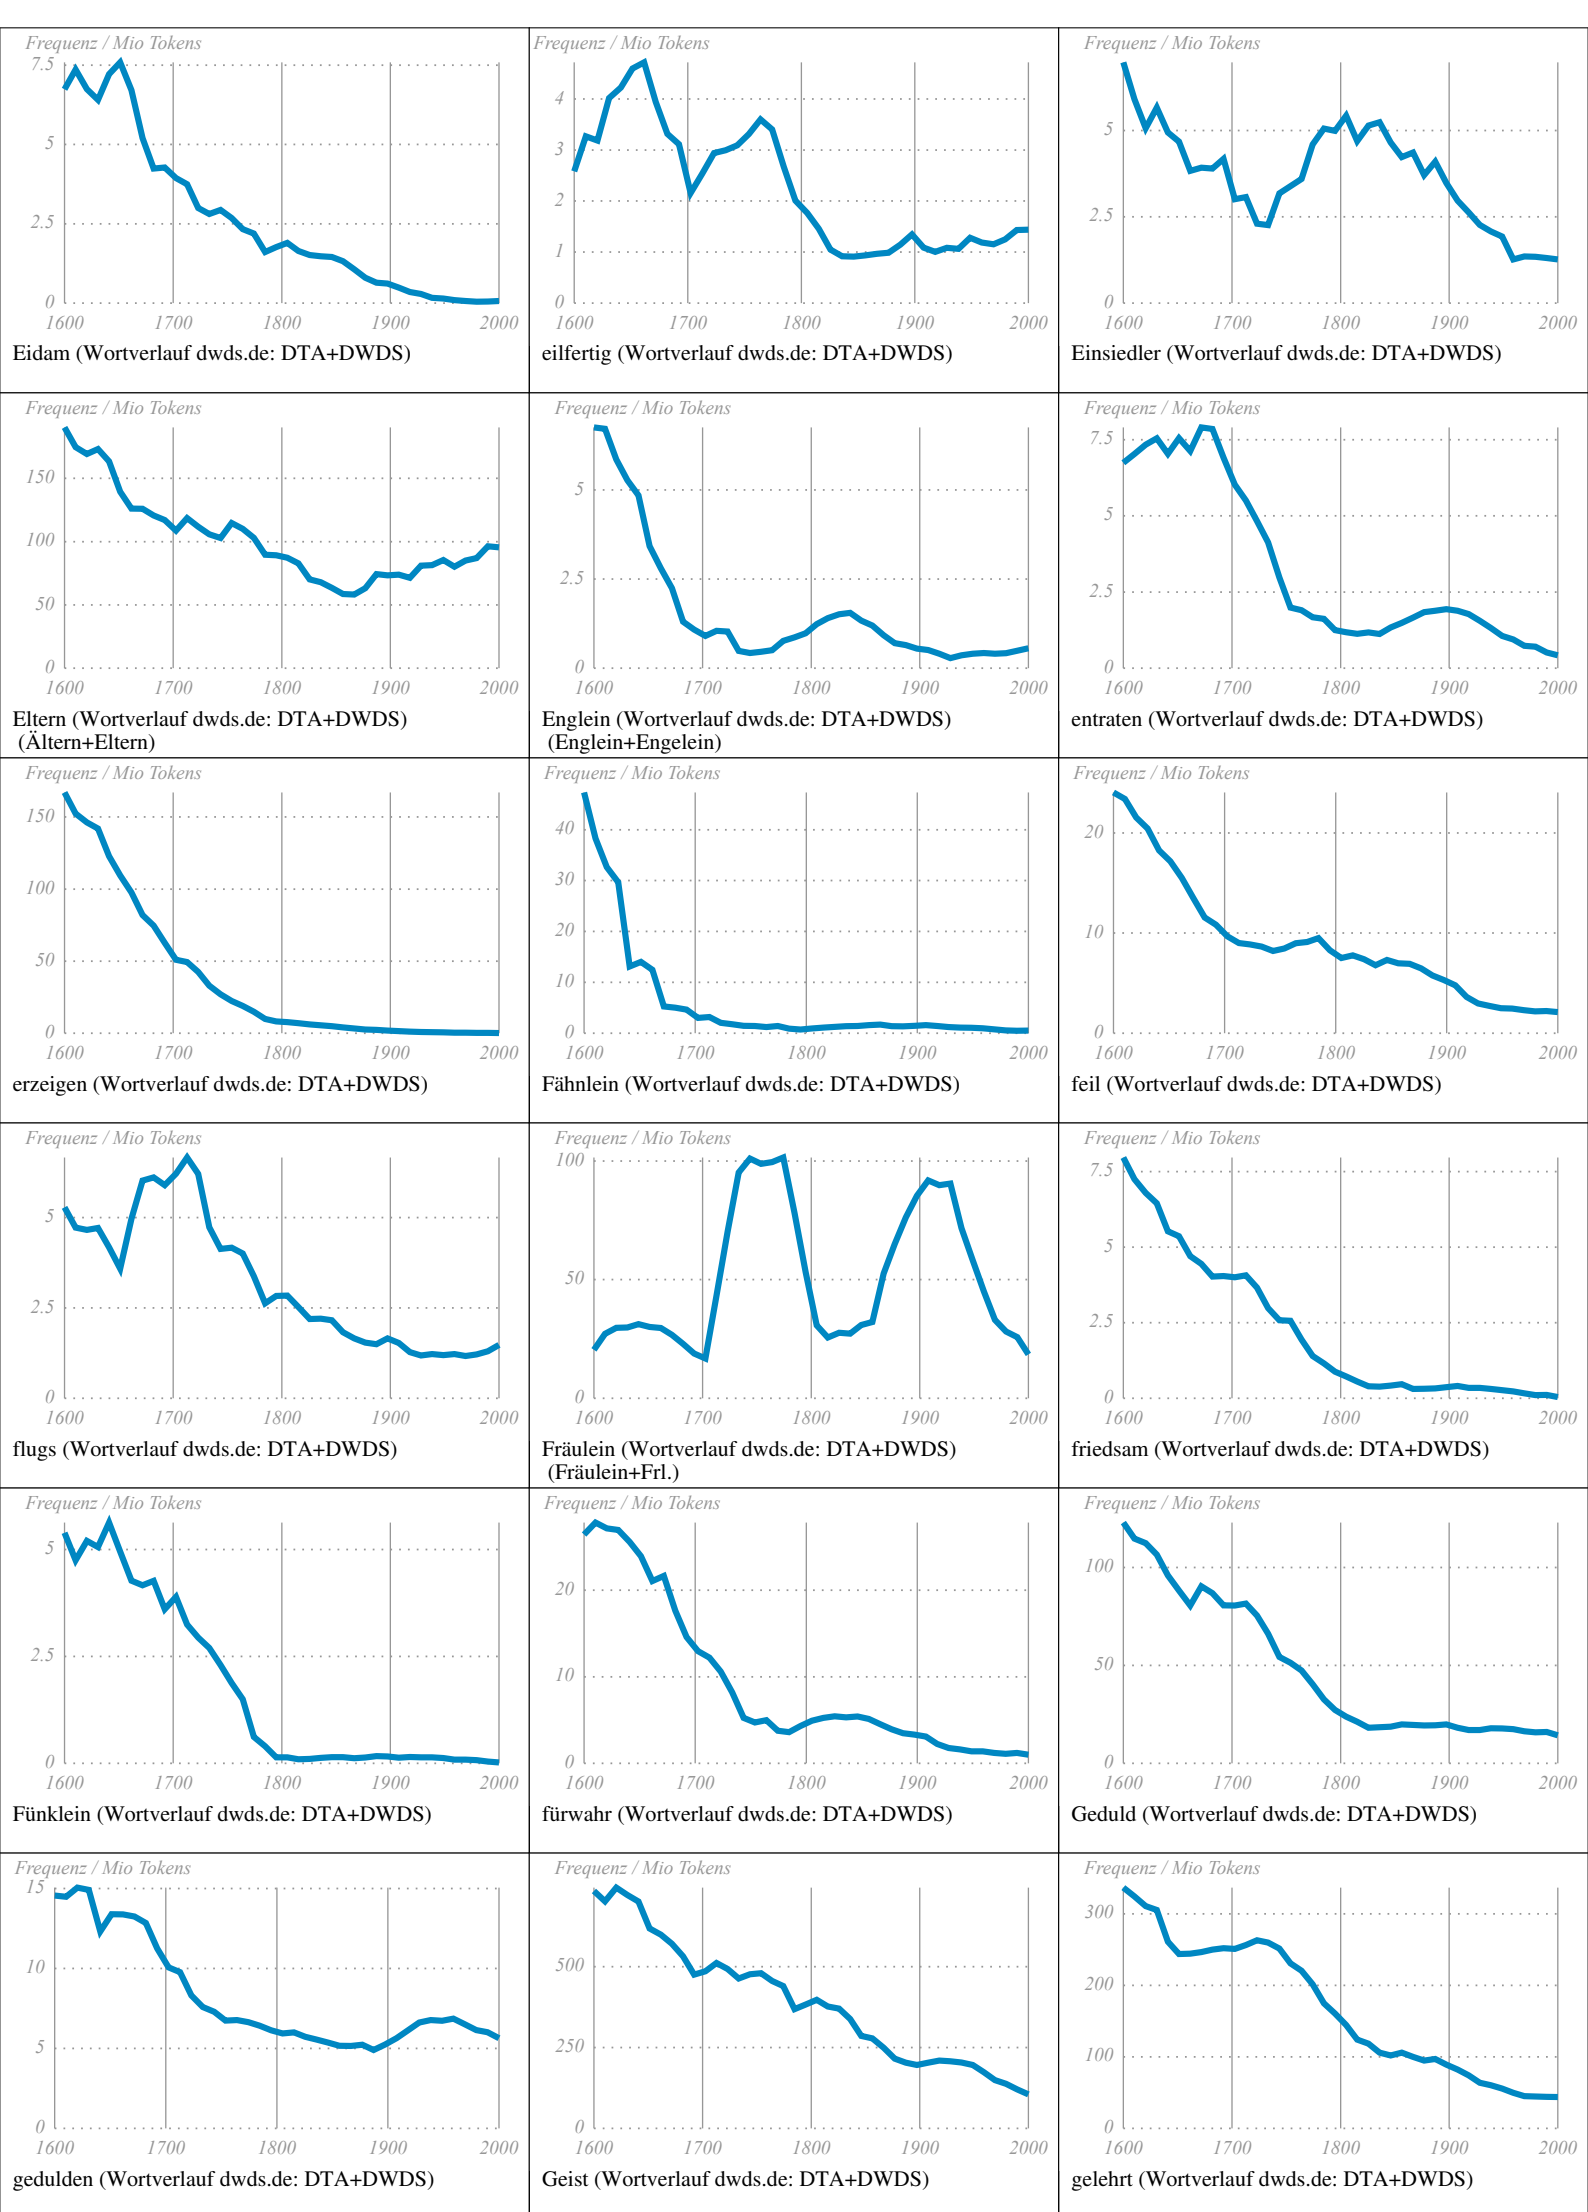 Frequenz / Mio Tokens
7.5
5
2.5
0
1600 1700 1800 1900 2000
Eidam (Wortverlauf dwds.de: DTA+DWDS)
Frequenz / Mio Tokens
4
3
2
1
0
1600 1700 1800 1900 2000
eilfertig (Wortverlauf dwds.de: DTA+DWDS)
Frequenz / Mio Tokens
5
2.5
0
1600 1700 1800 1900 2000
Einsiedler (Wortverlauf dwds.de: DTA+DWDS)
Frequenz / Mio Tokens
150
100
50
0
1600 1700 1800 1900 2000
Eltern (Wortverlauf dwds.de: DTA+DWDS)
(Ältern+Eltern)
Frequenz / Mio Tokens
5
2.5
0
1600 1700 1800 1900 2000
Englein (Wortverlauf dwds.de: DTA+DWDS)
(Englein+Engelein)
Frequenz / Mio Tokens
7.5
5
2.5
0
1600 1700 1800 1900 2000
entraten (Wortverlauf dwds.de: DTA+DWDS)
Frequenz / Mio Tokens
150
100
50
0
1600 1700 1800 1900 2000
erzeigen (Wortverlauf dwds.de: DTA+DWDS)
Frequenz / Mio Tokens
40
30
20
10
0
1600 1700 1800 1900 2000
Fähnlein (Wortverlauf dwds.de: DTA+DWDS)
Frequenz / Mio Tokens
20
10
0
1600 1700 1800 1900 2000
feil (Wortverlauf dwds.de: DTA+DWDS)
Frequenz / Mio Tokens
5
2.5
0
1600 1700 1800 1900 2000
flugs (Wortverlauf dwds.de: DTA+DWDS)
Frequenz / Mio Tokens
100
50
0
1600 1700 1800 1900 2000
Fräulein (Wortverlauf dwds.de: DTA+DWDS)
(Fräulein+Frl.)
Frequenz / Mio Tokens
7.5
5
2.5
0
1600 1700 1800 1900 2000
friedsam (Wortverlauf dwds.de: DTA+DWDS)
Frequenz / Mio Tokens
5
2.5
0
1600 1700 1800 1900 2000
Fünklein (Wortverlauf dwds.de: DTA+DWDS)
Frequenz / Mio Tokens
20
10
0
1600 1700 1800 1900 2000
fürwahr (Wortverlauf dwds.de: DTA+DWDS)
Frequenz / Mio Tokens
100
50
0
1600 1700 1800 1900 2000
Geduld (Wortverlauf dwds.de: DTA+DWDS)
Frequenz / Mio Tokens
15
10
5
0
1600 1700 1800 1900 2000
gedulden (Wortverlauf dwds.de: DTA+DWDS)
Frequenz / Mio Tokens
500
250
0
1600 1700 1800 1900 2000
Geist (Wortverlauf dwds.de: DTA+DWDS)
Frequenz / Mio Tokens
300
200
100
0
1600 1700 1800 1900 2000
gelehrt (Wortverlauf dwds.de: DTA+DWDS)